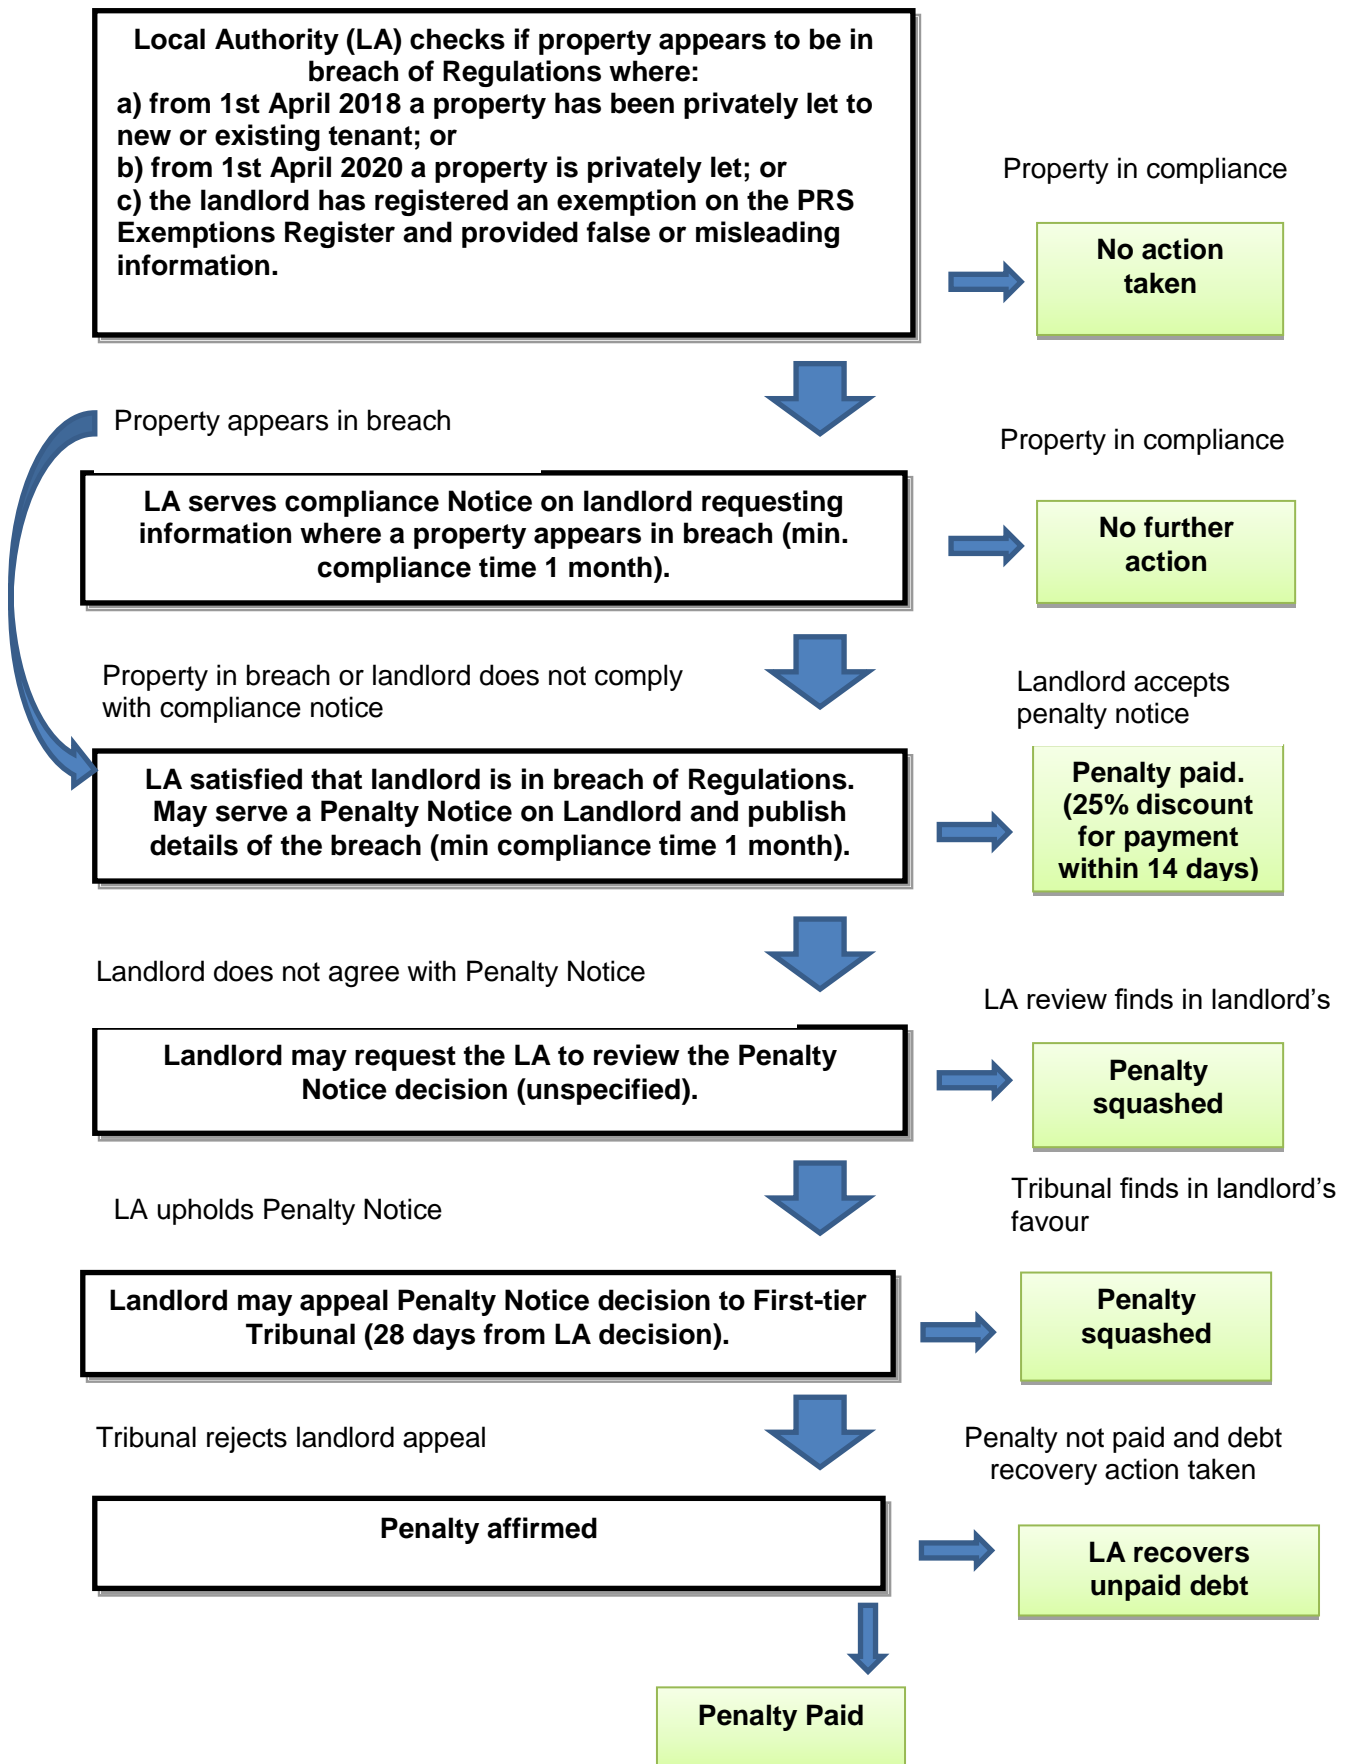 Local Authority (LA) checks if property appears to be in
breach of Regulations where:
a) from 1st April 2018 a property has been privately let to
new or existing tenant; or
b) from 1st April 2020 a property is privately let; or
c) the landlord has registered an exemption on the PRS
Exemptions Register and provided false or misleading
information.
Property in compliance
No action
taken
Property appears in breach
Property in compliance
LA serves compliance Notice on landlord requesting
information where a property appears in breach (min.
compliance time 1 month).
No further
action
Property in breach or landlord does not comply
with compliance notice
Landlord accepts
penalty notice
LA satisfied that landlord is in breach of Regulations.
May serve a Penalty Notice on Landlord and publish
details of the breach (min compliance time 1 month).
Penalty paid.
(25% discount
for payment
within 14 days)
Landlord does not agree with Penalty Notice
LA review finds in landlord’s
Landlord may request the LA to review the Penalty
Notice decision (unspecified).
Penalty
squashed
LA upholds Penalty Notice
Tribunal finds in landlord’s
favour
Landlord may appeal Penalty Notice decision to First-tier
Tribunal (28 days from LA decision).
Penalty
squashed
Tribunal rejects landlord appeal
Penalty not paid and debt
recovery action taken
Penalty affirmed
LA recovers
unpaid debt
Penalty Paid